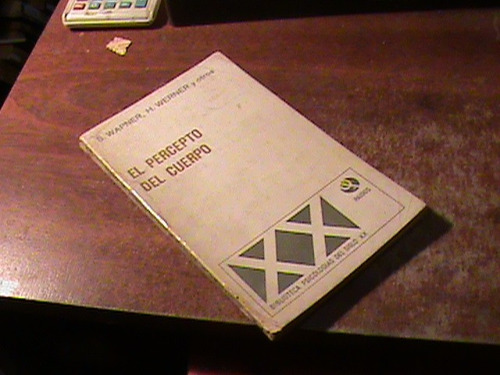 S. WAPNER, H. WERNER y otros
EL PERCEPTO
DEL CUERPO
PAIDOS
BIBLIOTECA PSICOLOGIAS DEL SIGLO XX